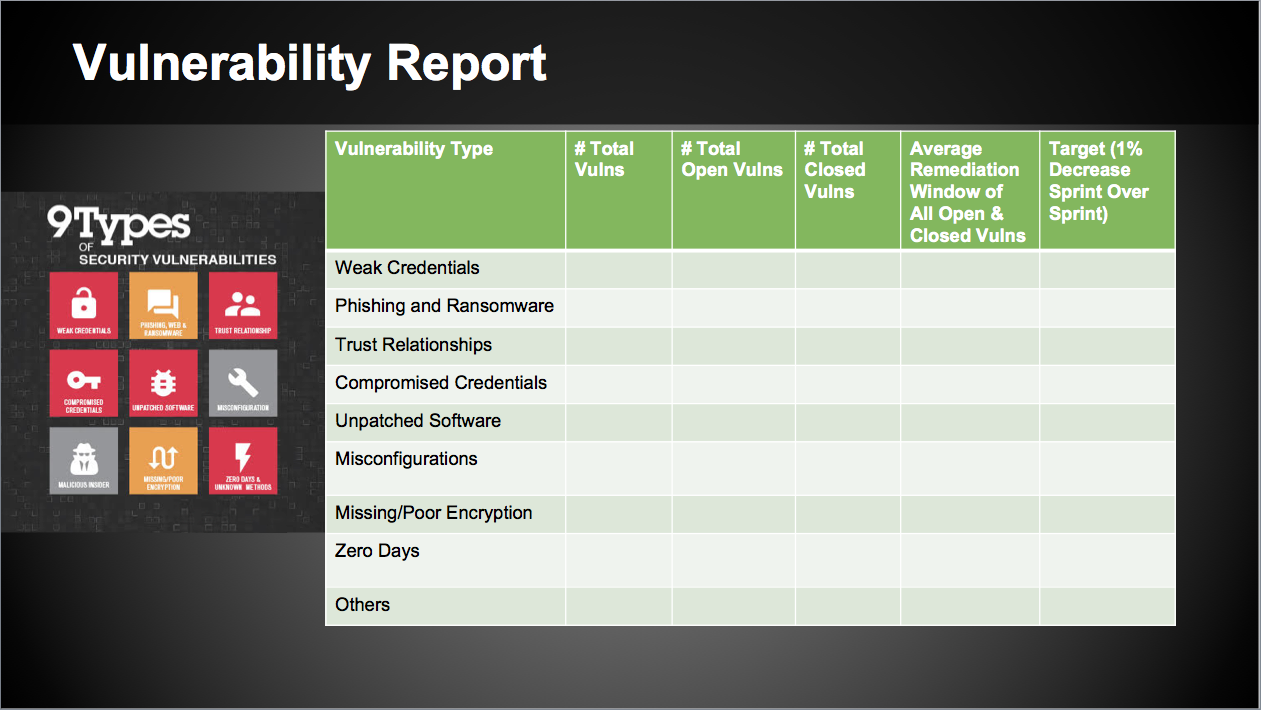 Vulnerability Report
9 Types
OF
SECURITY VULNERABILITIES
WEAK CREDENTIALS
PHISHING, WEB &
RANSOMWARE
TRUST RELATIONSHIP
COMPROMISED
CREDENTIALS
UNPATCHED SOFTWARE
MISCONFIGURATION
MALICIOUS INSIDER
MISSING/POOR
ENCRYPTION
ZERO DAYS &
UNKNOWN METHODS
Vulnerability Type
# Total
Vulns
# Total
Open Vulns
# Total
Closed
Vulns
Average
Remediation
Window of
All Open &
Closed Vulns
Target (1%
Decrease
Sprint Over
Sprint)
Weak Credentials
Phishing and Ransomware
Trust Relationships
Compromised Credentials
Unpatched Software
Misconfigurations
Missing/Poor Encryption
Zero Days
Others